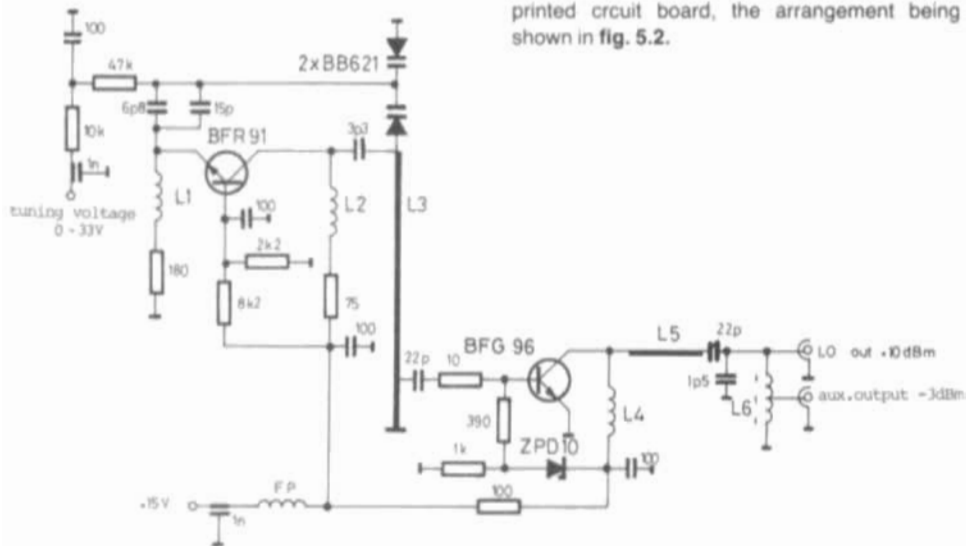 printed crcuit board, the arrangement being
shown in fig. 5.2.
100
47k
2xBB621
6p8
15p
10k
BFR 91
3p3
1n
L1
L2
L3
tuning voltage
0 - 33V
100
2k2
180
8k2
75
100
L5
22p
BFG 96
22p
10
LO out +10dBm
1p5
L6
aux.output -3dBm
L4
390
ZPD10
1k
100
F P
100
+15V
1n